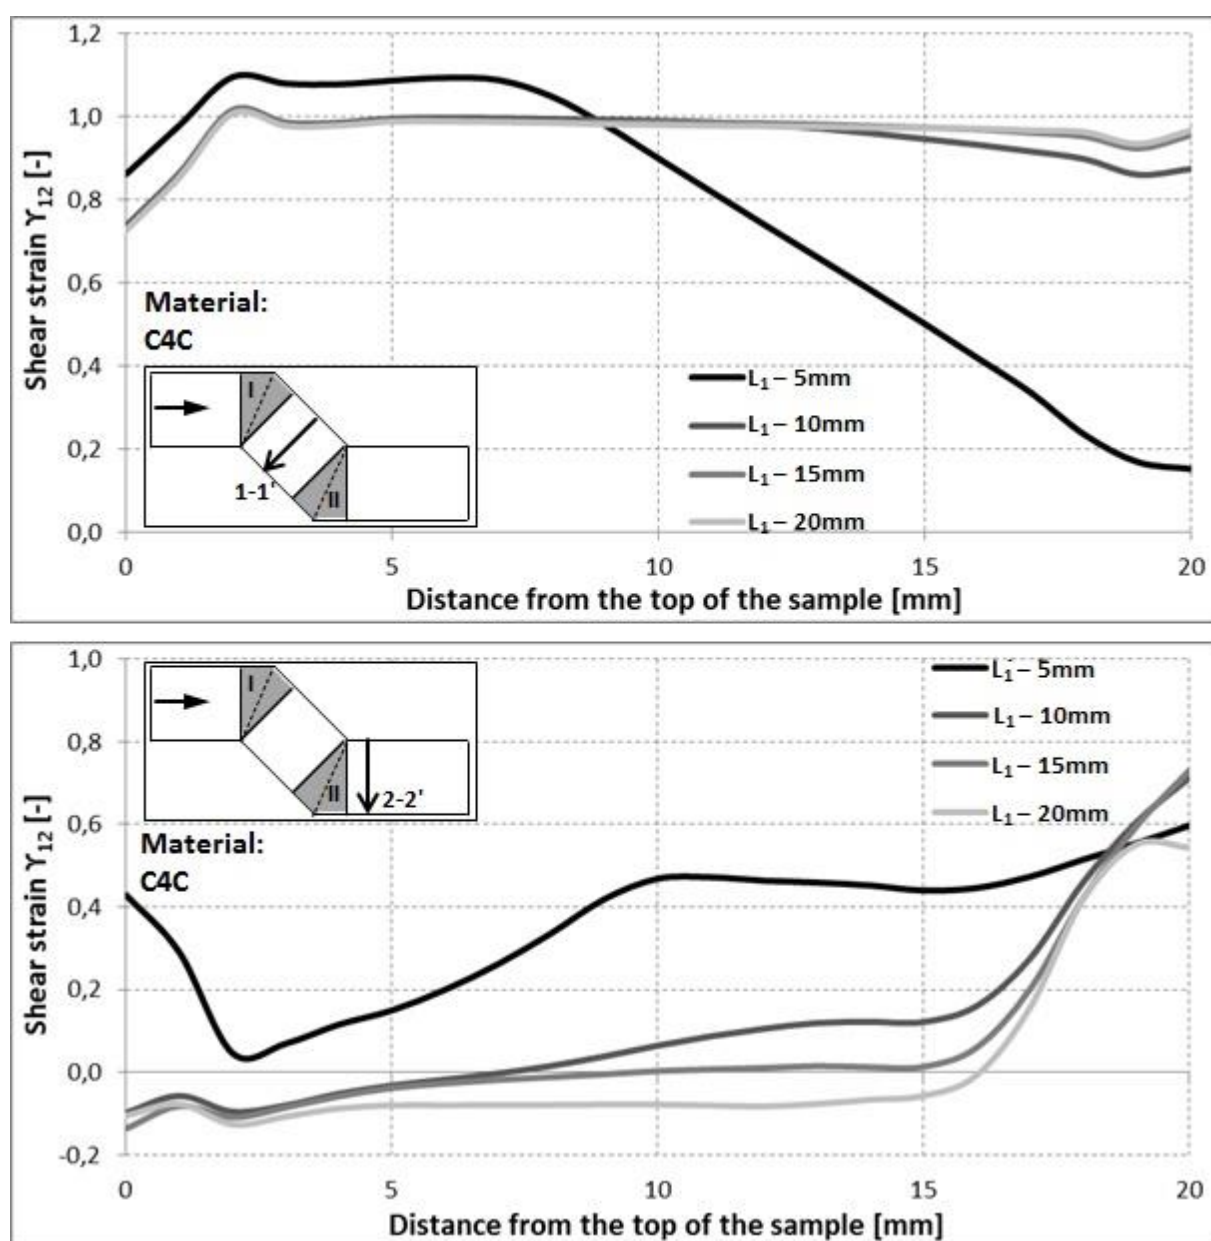 1,2
1,0
0,8
0,6
0,4
0,2
0,0
Shear strain ϒ₁₂ [-]
Material:
C4C
I
II
1-1'
L₁ – 5mm
L₁ – 10mm
L₁ – 15mm
L₁ – 20mm
0 5 10 15 20
Distance from the top of the sample [mm]
1,0
0,8
0,6
0,4
0,2
0,0
-0,2
Shear strain ϒ₁₂ [-]
I
II
2-2'
Material:
C4C
L₁ – 5mm
L₁ – 10mm
L₁ – 15mm
L₁ – 20mm
0 5 10 15 20
Distance from the top of the sample [mm]